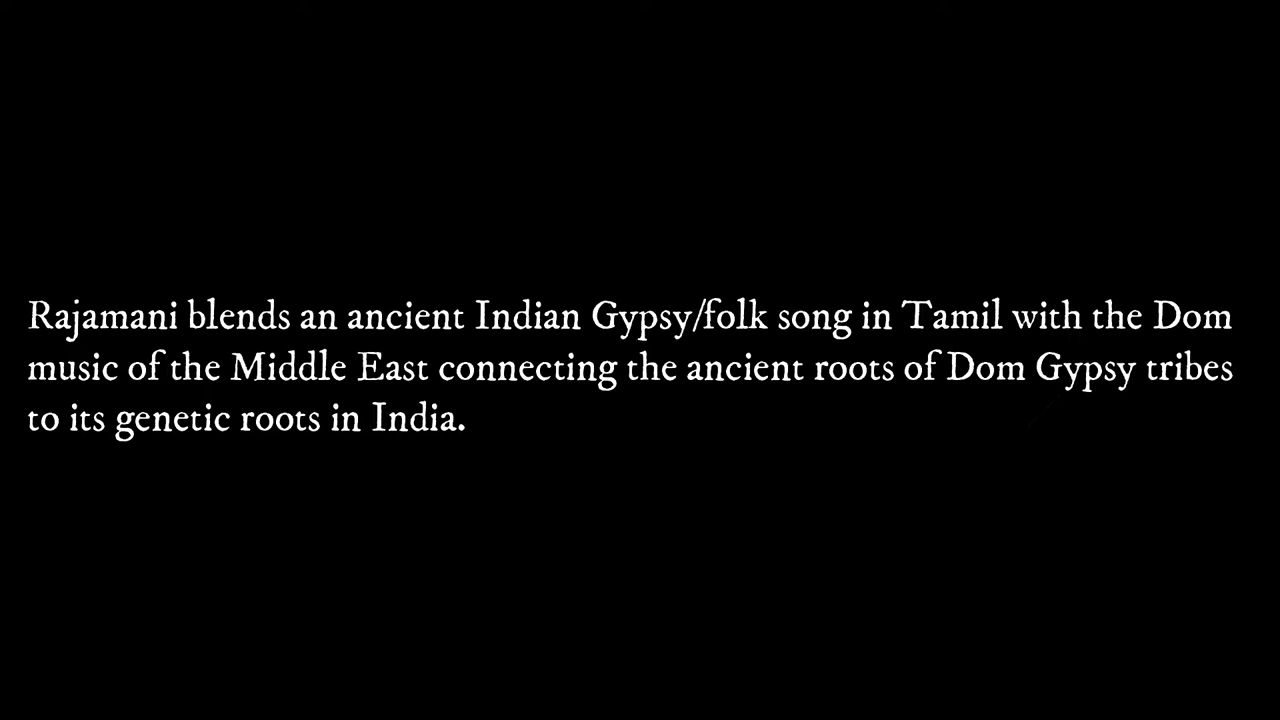 Rajamani blends an ancient Indian Gypsy/folk song in Tamil with the Dom
music of the Middle East connecting the ancient roots of Dom Gypsy tribes
to its genetic roots in India.